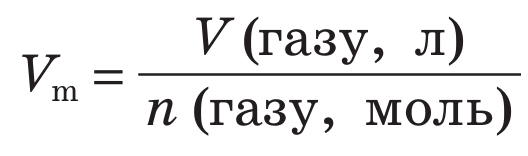 Vm = V (газу, л) / n (газу, моль)